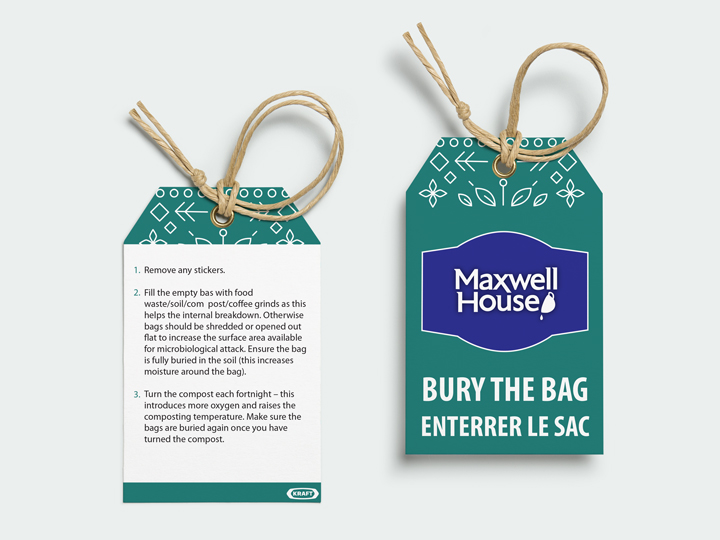 1. Remove any stickers.
2. Fill the empty bas with food
waste/soil/com post/coffee grinds as this
helps the internal breakdown. Otherwise
bags should be shredded or opened out
flat to increase the surface area available
for microbiological attack. Ensure the bag
is fully buried in the soil (this increases
moisture around the bag).
3. Turn the compost each fortnight – this
introduces more oxygen and raises the
composting temperature. Make sure the
bags are buried again once you have
turned the compost.
KRAFT
Maxwell
House
BURY THE BAG
ENTERRER LE SAC